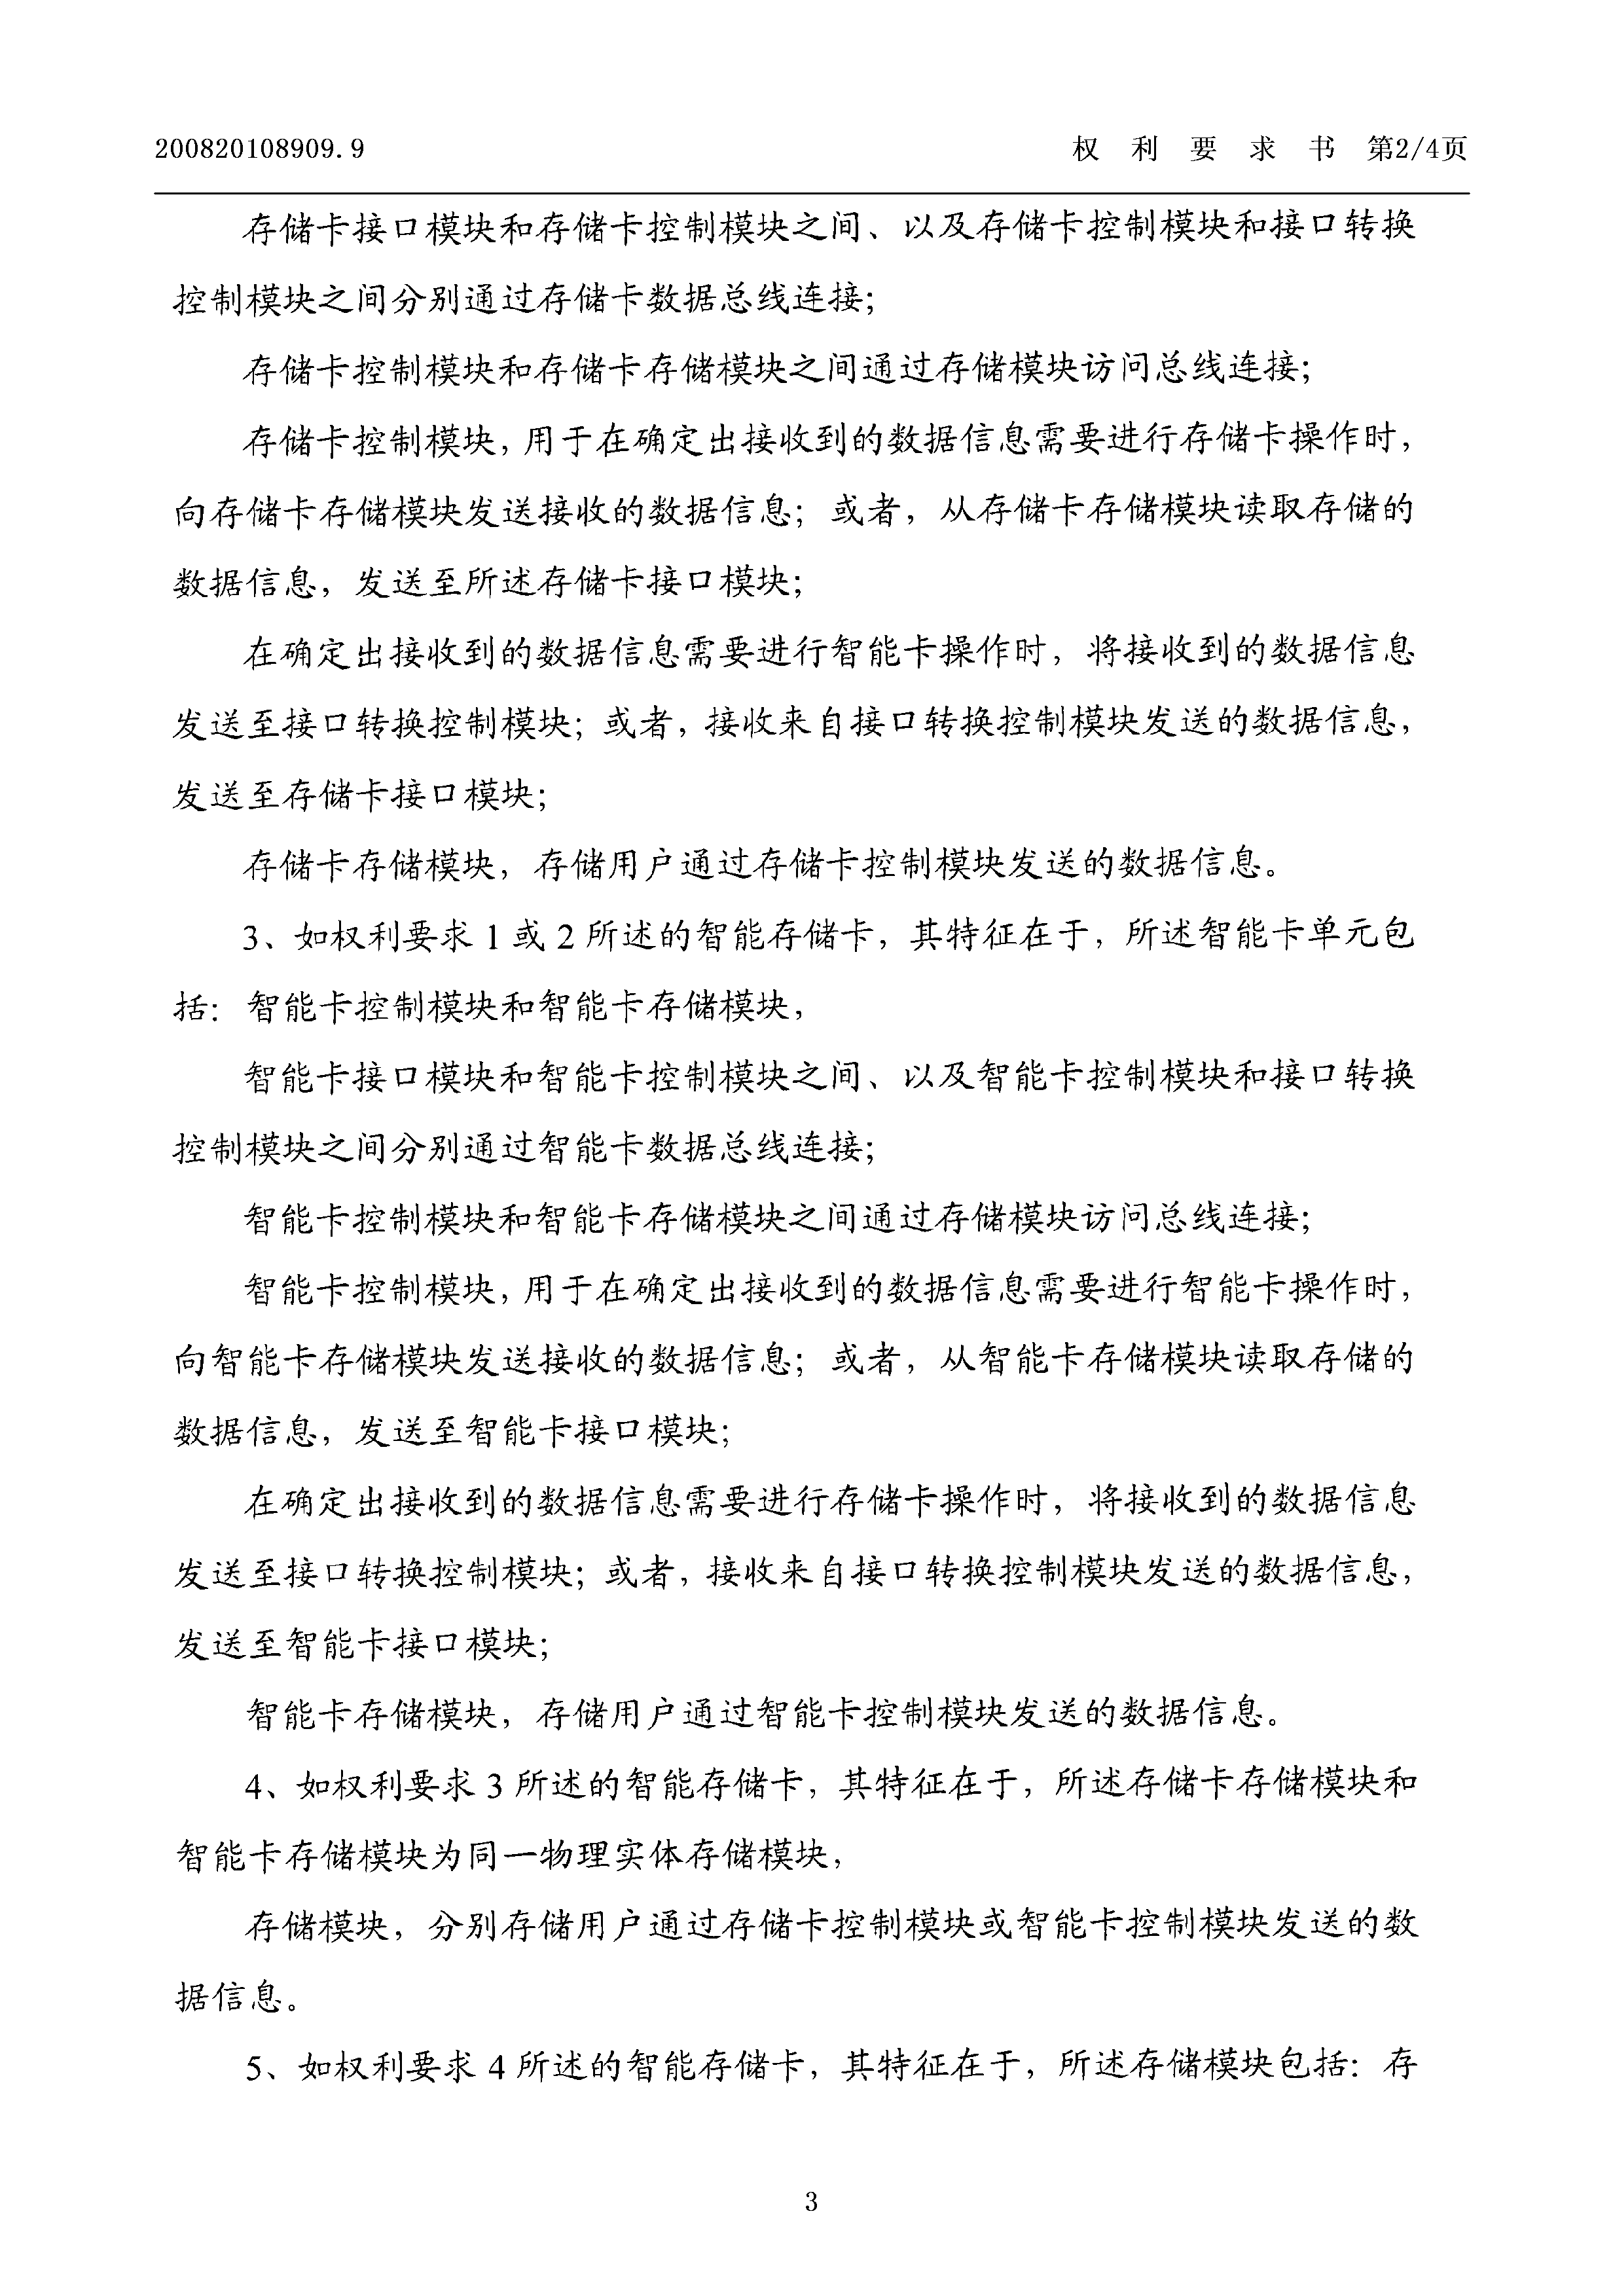 200820108909.9 权利要求书 第2/4页
存储卡接口模块和存储卡控制模块之间、以及存储卡控制模块和接口转换
控制模块之间分别通过存储卡数据总线连接；
存储卡控制模块和存储卡存储模块之间通过存储模块访问总线连接；
存储卡控制模块，用于在确定出接收到的数据信息需要进行存储卡操作时，
向存储卡存储模块发送接收的数据信息；或者，从存储卡存储模块读取存储的
数据信息，发送至所述存储卡接口模块；
在确定出接收到的数据信息需要进行智能卡操作时，将接收到的数据信息
发送至接口转换控制模块；或者，接收来自接口转换控制模块发送的数据信息，
发送至存储卡接口模块；
存储卡存储模块，存储用户通过存储卡控制模块发送的数据信息。
3、如权利要求 1 或 2 所述的智能存储卡，其特征在于，所述智能卡单元包
括：智能卡控制模块和智能卡存储模块，
智能卡接口模块和智能卡控制模块之间、以及智能卡控制模块和接口转换
控制模块之间分别通过智能卡数据总线连接；
智能卡控制模块和智能卡存储模块之间通过存储模块访问总线连接；
智能卡控制模块，用于在确定出接收到的数据信息需要进行智能卡操作时，
向智能卡存储模块发送接收的数据信息；或者，从智能卡存储模块读取存储的
数据信息，发送至智能卡接口模块；
在确定出接收到的数据信息需要进行存储卡操作时，将接收到的数据信息
发送至接口转换控制模块；或者，接收来自接口转换控制模块发送的数据信息，
发送至智能卡接口模块；
智能卡存储模块，存储用户通过智能卡控制模块发送的数据信息。
4、如权利要求 3 所述的智能存储卡，其特征在于，所述存储卡存储模块和
智能卡存储模块为同一物理实体存储模块，
存储模块，分别存储用户通过存储卡控制模块或智能卡控制模块发送的数
据信息。
5、如权利要求 4 所述的智能存储卡，其特征在于，所述存储模块包括：存
3